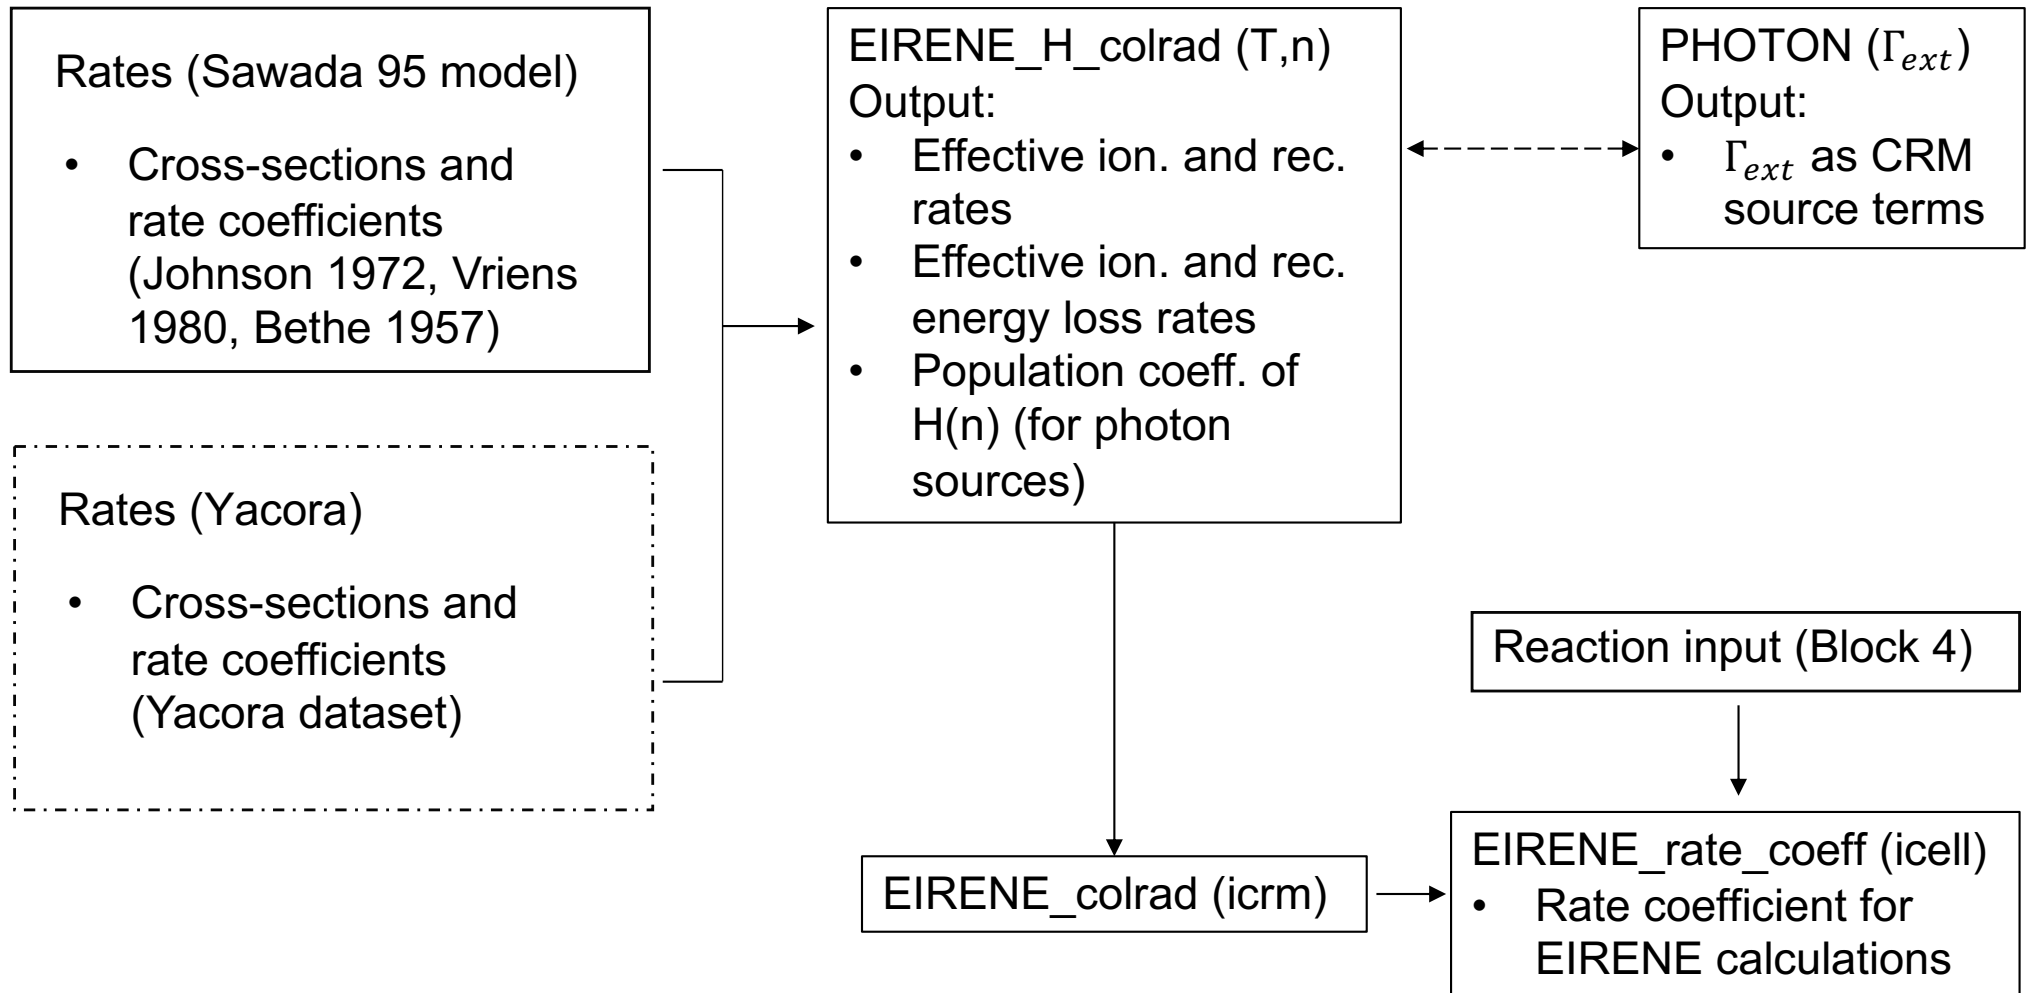 Rates (Sawada 95 model)
• Cross-sections and
rate coefficients
(Johnson 1972, Vriens
1980, Bethe 1957)
Rates (Yacora)
• Cross-sections and
rate coefficients
(Yacora dataset)
EIRENE_H_colrad (T,n)
Output:
• Effective ion. and rec.
rates
• Effective ion. and rec.
energy loss rates
• Population coeff. of
H(n) (for photon
sources)
PHOTON (Γ_ext)
Output:
• Γ_ext as CRM
source terms
Reaction input (Block 4)
EIRENE_colrad (icrm)
EIRENE_rate_coeff (icell)
• Rate coefficient for
EIRENE calculations